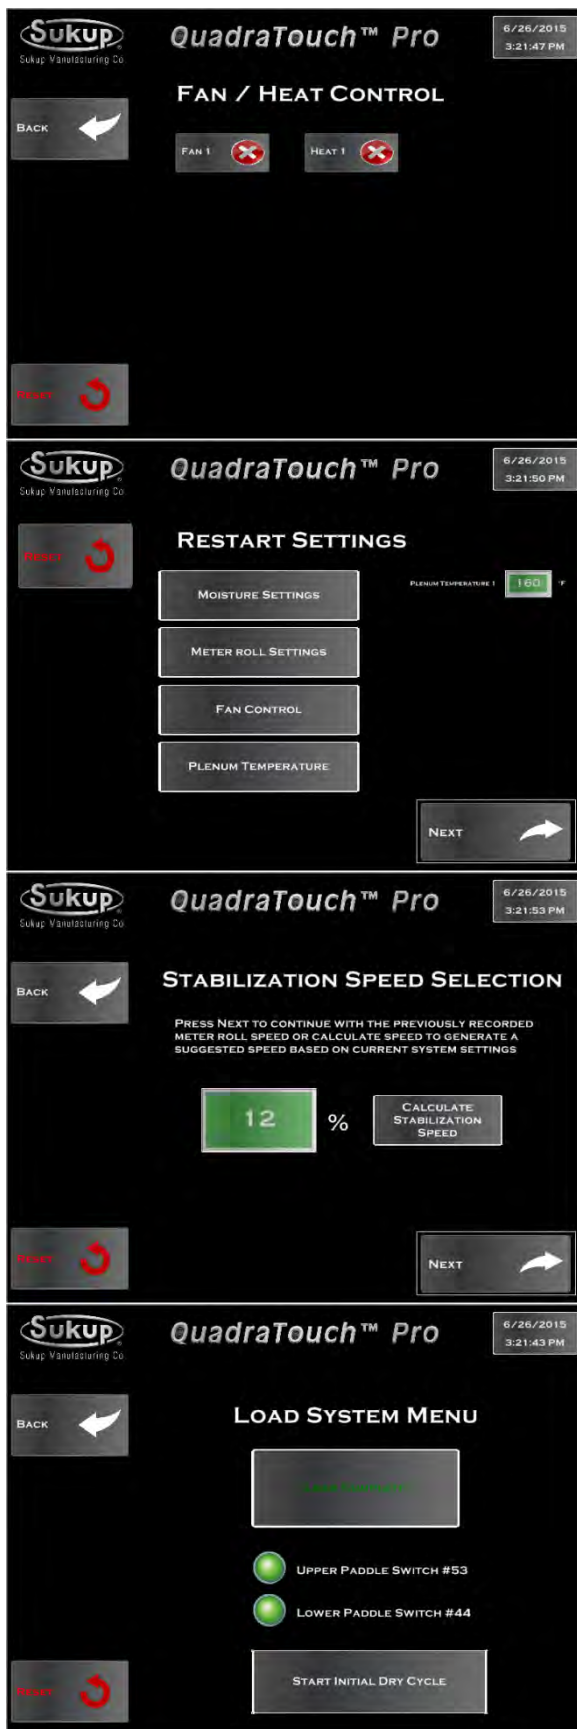 Sukup
Sukup Manufacturing Co.
QuadraTouch™ Pro
6/26/2015
3:21:47 PM
FAN / HEAT CONTROL
BACK
FAN 1
HEAT 1
RESET
Sukup
Sukup Manufacturing Co.
QuadraTouch™ Pro
6/26/2015
3:21:50 PM
RESET
RESTART SETTINGS
MOISTURE SETTINGS
PLENUM TEMPERATURE 1 160 °F
METER ROLL SETTINGS
FAN CONTROL
PLENUM TEMPERATURE
NEXT
Sukup
Sukup Manufacturing Co.
QuadraTouch™ Pro
6/26/2015
3:21:53 PM
BACK
STABILIZATION SPEED SELECTION
PRESS NEXT TO CONTINUE WITH THE PREVIOUSLY RECORDED
METER ROLL SPEED OR CALCULATE SPEED TO GENERATE A
SUGGESTED SPEED BASED ON CURRENT SYSTEM SETTINGS
12 %
CALCULATE
STABILIZATION
SPEED
RESET
NEXT
Sukup
Sukup Manufacturing Co.
QuadraTouch™ Pro
6/26/2015
3:21:43 PM
BACK
LOAD SYSTEM MENU
UPPER PADDLE SWITCH #53
LOWER PADDLE SWITCH #44
RESET
START INITIAL DRY CYCLE